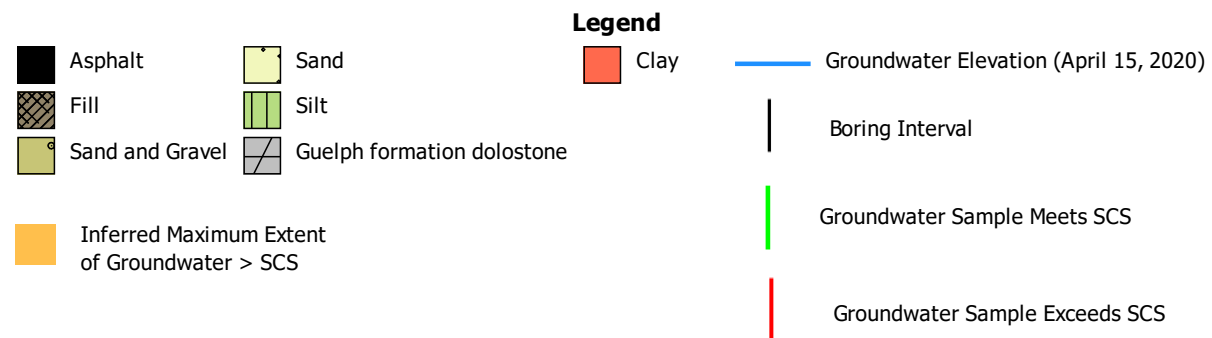 Legend
Asphalt
Sand
Clay
Groundwater Elevation (April 15, 2020)
Fill
Silt
Boring Interval
Sand and Gravel
Guelph formation dolostone
Groundwater Sample Meets SCS
Inferred Maximum Extent
of Groundwater > SCS
Groundwater Sample Exceeds SCS